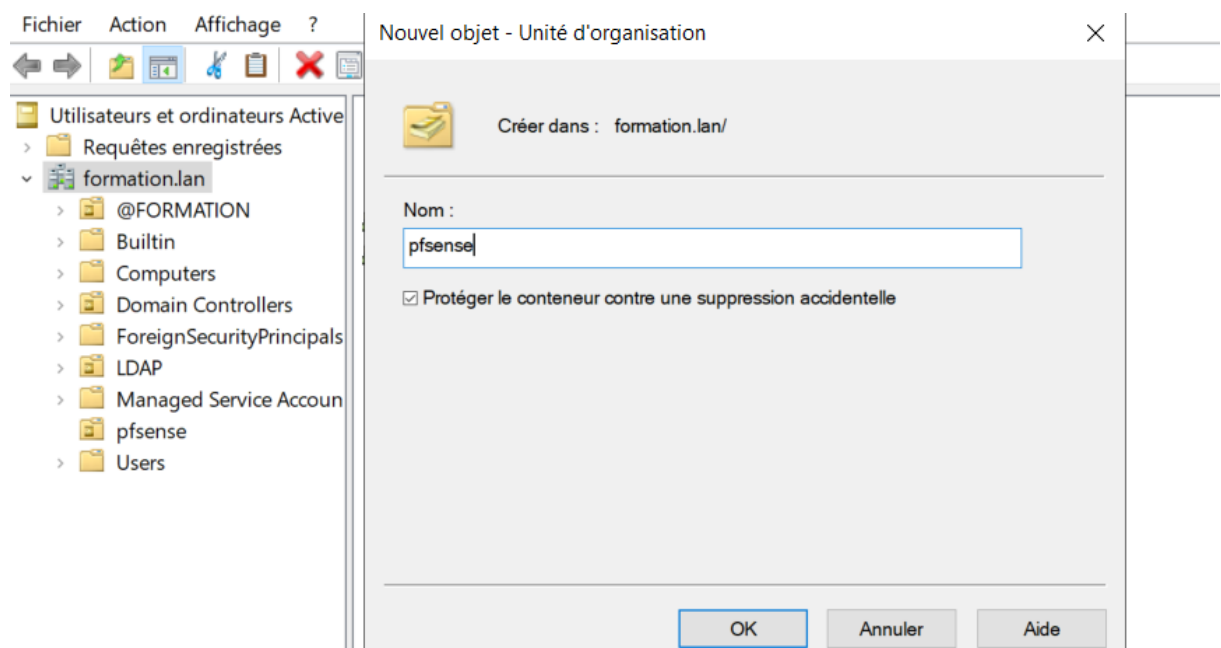 Fichier Action Affichage ?
Nouvel objet - Unité d'organisation
Utilisateurs et ordinateurs Active
Requêtes enregistrées
formation.lan
@FORMATION
Builtin
Computers
Domain Controllers
ForeignSecurityPrincipals
LDAP
Managed Service Accoun
pfsense
Users
Créer dans : formation.lan/
Nom :
pfsense
Protéger le conteneur contre une suppression accidentelle
OK Annuler Aide